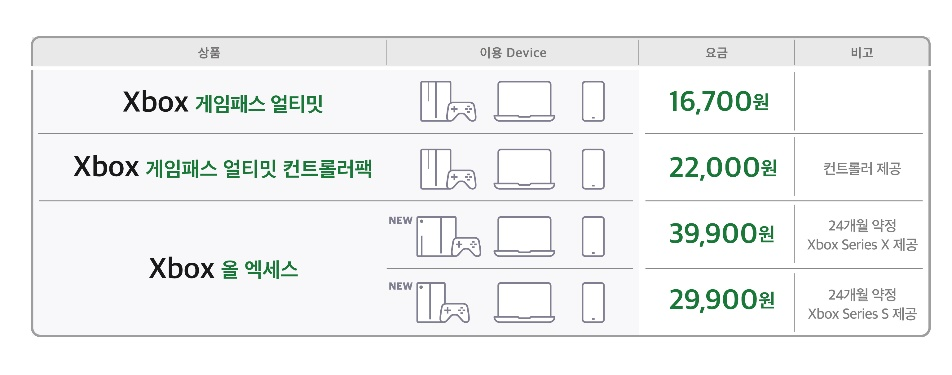 상품 이용 Device 요금 비고
Xbox 게임패스 얼티밋 16,700원
Xbox 게임패스 얼티밋 컨트롤러팩 22,000원 컨트롤러 제공
Xbox 올 엑세스
NEW 39,900원 24개월 약정
Xbox Series X 제공
NEW 29,900원 24개월 약정
Xbox Series S 제공